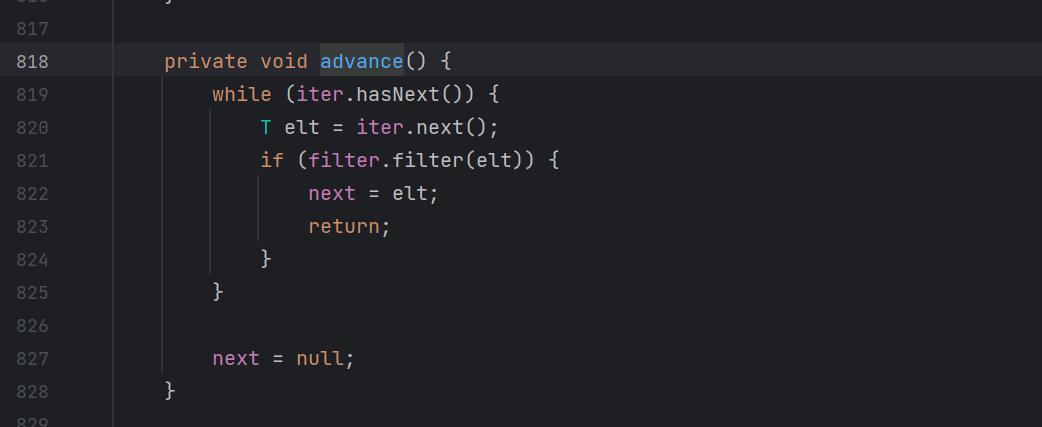 817
818 private void advance() {
819 while (iter.hasNext()) {
820 T elt = iter.next();
821 if (filter.filter(elt)) {
822 next = elt;
823 return;
824 }
825 }
826
827 next = null;
828 }